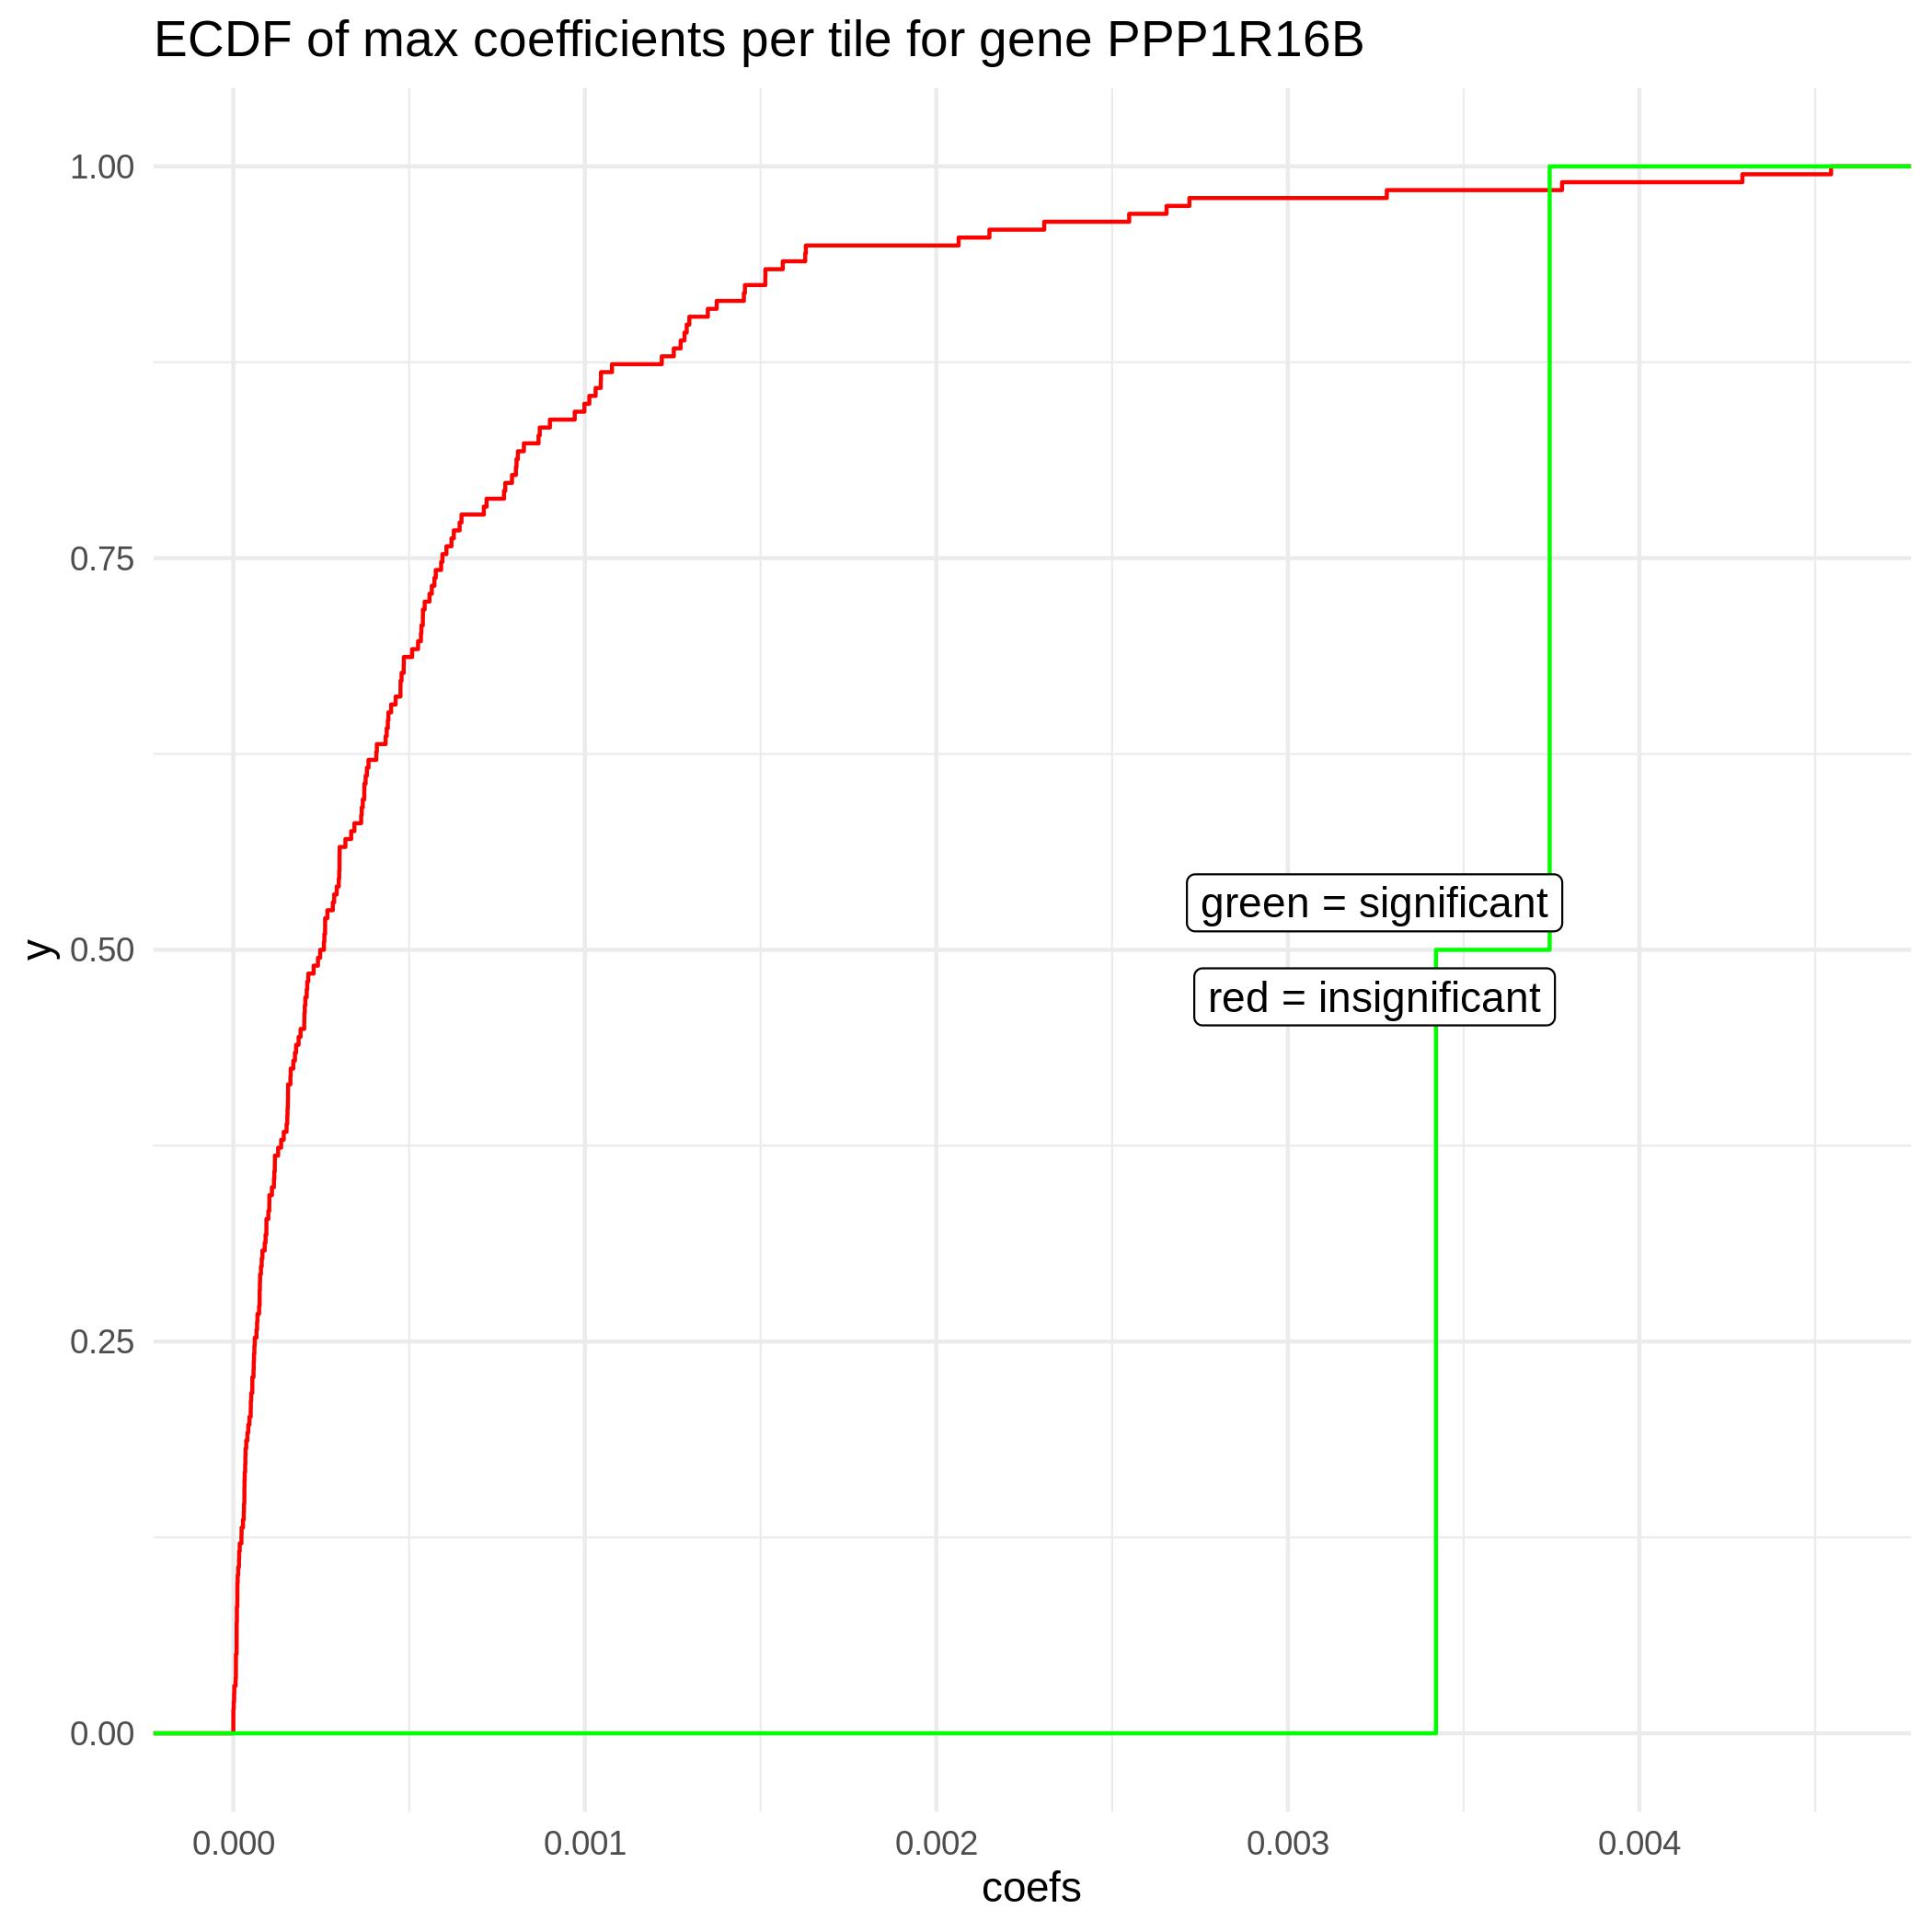 ECDF of max coefficients per tile for gene PPP1R16B
1.00
0.75
0.50
0.25
0.00
y
green = significant
red = insignificant
0.000 0.001 0.002 0.003 0.004
coefs